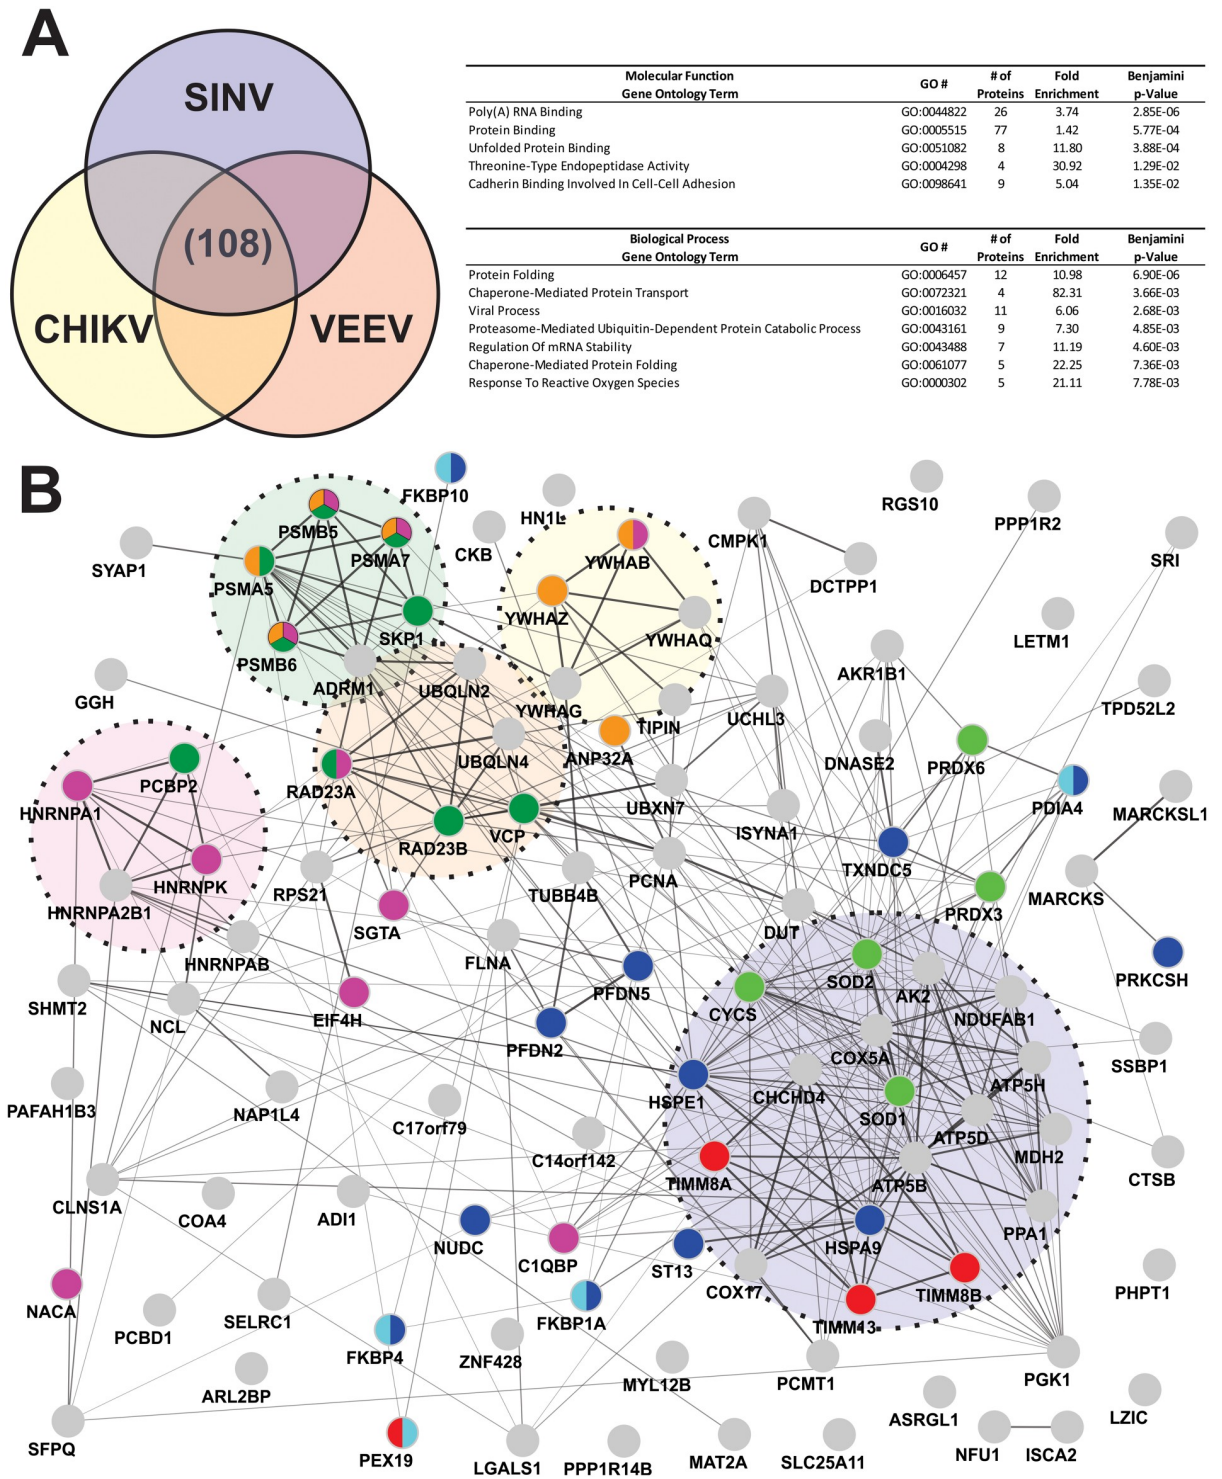 A
SINV
(108)
CHIKV
VEEV
Molecular Function
Gene Ontology Term
GO #
# of
Proteins
Fold
Enrichment
Benjamini
p-Value
Poly(A) RNA Binding GO:0044822 26 3.74 2.85E-06
Protein Binding GO:0005515 77 1.42 5.77E-04
Unfolded Protein Binding GO:0051082 8 11.80 3.88E-04
Threonine-Type Endopeptidase Activity GO:0004298 4 30.92 1.29E-02
Cadherin Binding Involved In Cell-Cell Adhesion GO:0098641 9 5.04 1.35E-02
Biological Process
Gene Ontology Term
GO #
# of
Proteins
Fold
Enrichment
Benjamini
p-Value
Protein Folding GO:0006457 12 10.98 6.90E-06
Chaperone-Mediated Protein Transport GO:0072321 4 82.31 3.66E-03
Viral Process GO:0016032 11 6.06 2.68E-03
Proteasome-Mediated Ubiquitin-Dependent Protein Catabolic Process GO:0043161 9 7.30 4.85E-03
Regulation Of mRNA Stability GO:0043488 7 11.19 4.60E-03
Chaperone-Mediated Protein Folding GO:0061077 5 22.25 7.36E-03
Response To Reactive Oxygen Species GO:0000302 5 21.11 7.78E-03
B
FKBP10
HN1L
RGS10
PPP1R2
PSMB5
CKB
CMPK1
SRI
SYAP1
PSMA7
YWHAB
DCTPP1
PSMA5
YWHAZ
YWHAQ
LETM1
SKP1
PSMB6
ADRM1
UBQLN2
YWHAG
AKR1B1
GGH
TIPIN
UCHL3
TPD52L2
UBQLN4
ANP32A
DNASE2
PRDX6
PCBP2
RAD23A
UBXN7
PDIA4
HNRNPA1
ISYNA1
MARCKSL1
RAD23B
VCP
TXNDC5
HNRNPK
RPS21
TUBB4B
PCNA
HNRNPA2B1
SGTA
DUT
PRDX3
MARCKS
HNRNPAB
FLNA
PRKCSH
SHMT2
PFDN5
SOD2
AK2
NCL
EIF4H
CYCS
NDUFAB1
PFDN2
COX5A
SSBP1
PAFAH1B3
NAP1L4
HSPE1
CHCHD4
ATP5H
C17orf79
SOD1
ATP5D
C14orf142
MDH2
CTSB
TIMM8A
ATP5B
CLNS1A
COA4
ADI1
PPA1
NUDC
C1QBP
ST13
HSPA9
NACA
COX17
TIMM8B
PHPT1
PCBD1
SELRC1
FKBP1A
TIMM13
FKBP4
ZNF428
ARL2BP
MYL12B
PCMT1
PGK1
ASRGL1
LZIC
SFPQ
PEX19
LGALS1
PPP1R14B
MAT2A
SLC25A11
NFU1
ISCA2